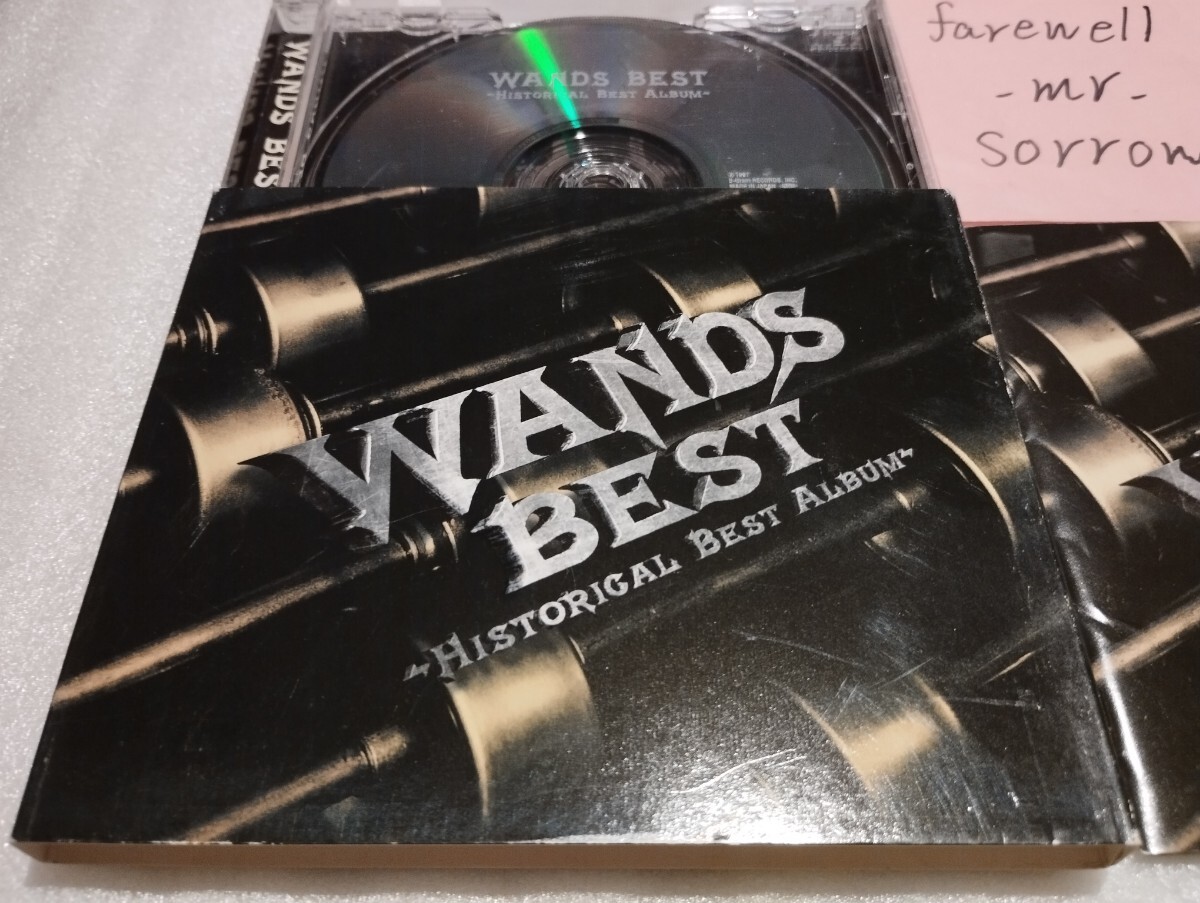 WANDS BES
WANDS BEST
~HISTORICAL BEST ALBUM~
farewell
- mr -
sorrow
WANDS
BEST
~HISTORICAL BEST ALBUM~